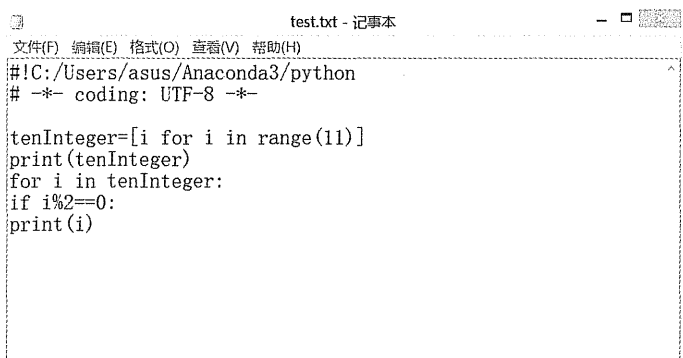 test.txt - 记事本
文件(F) 编辑(E) 格式(O) 查看(V) 帮助(H)
#!C:/Users/asus/Anaconda3/python
# -*- coding: UTF-8 -*-
tenInteger=[i for i in range(11)]
print(tenInteger)
for i in tenInteger:
if i%2==0:
print(i)